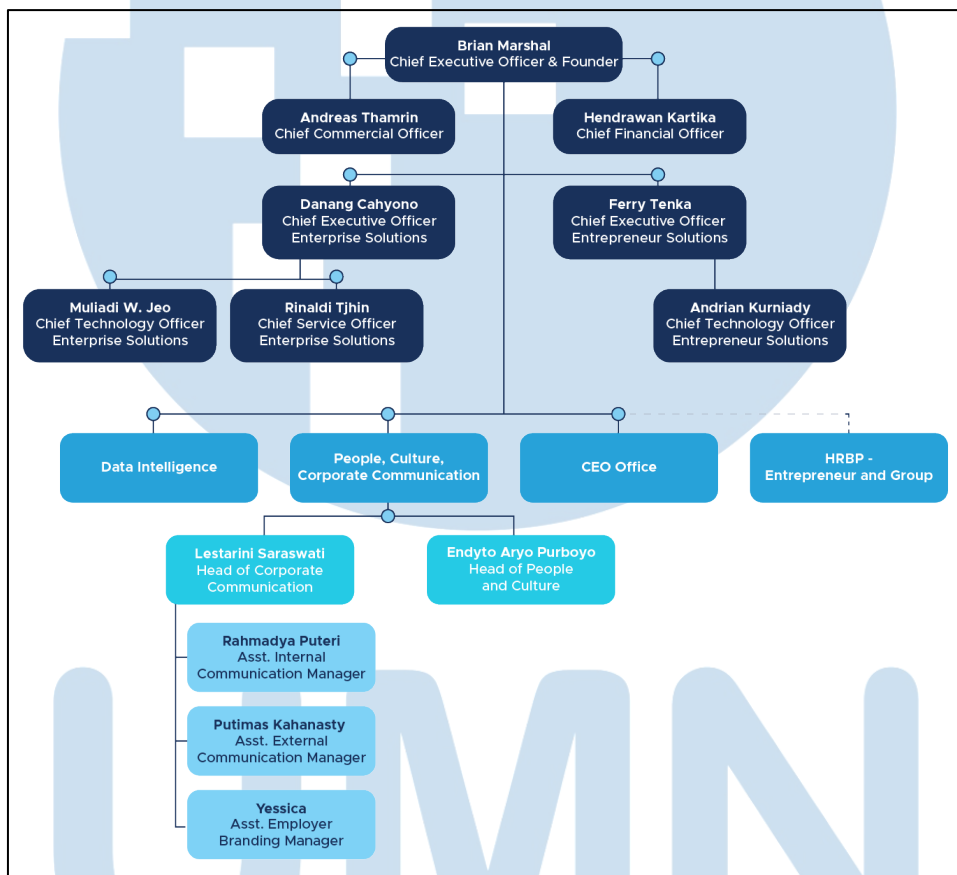 Brian Marshal
Chief Executive Officer & Founder
Andreas Thamrin
Chief Commercial Officer
Hendrawan Kartika
Chief Financial Officer
Danang Cahyono
Chief Executive Officer
Enterprise Solutions
Ferry Tenka
Chief Executive Officer
Entrepreneur Solutions
Muliadi W. Jeo
Chief Technology Officer
Enterprise Solutions
Rinaldi Tjhin
Chief Service Officer
Enterprise Solutions
Andrian Kurniady
Chief Technology Officer
Entrepreneur Solutions
Data Intelligence
People, Culture,
Corporate Communication
CEO Office
HRBP -
Entrepreneur and Group
Lestarini Saraswati
Head of Corporate
Communication
Endyto Aryo Purboyo
Head of People
and Culture
Rahmadya Puteri
Asst. Internal
Communication Manager
Putimas Kahanasty
Asst. External
Communication Manager
Yessica
Asst. Employer
Branding Manager
UMN